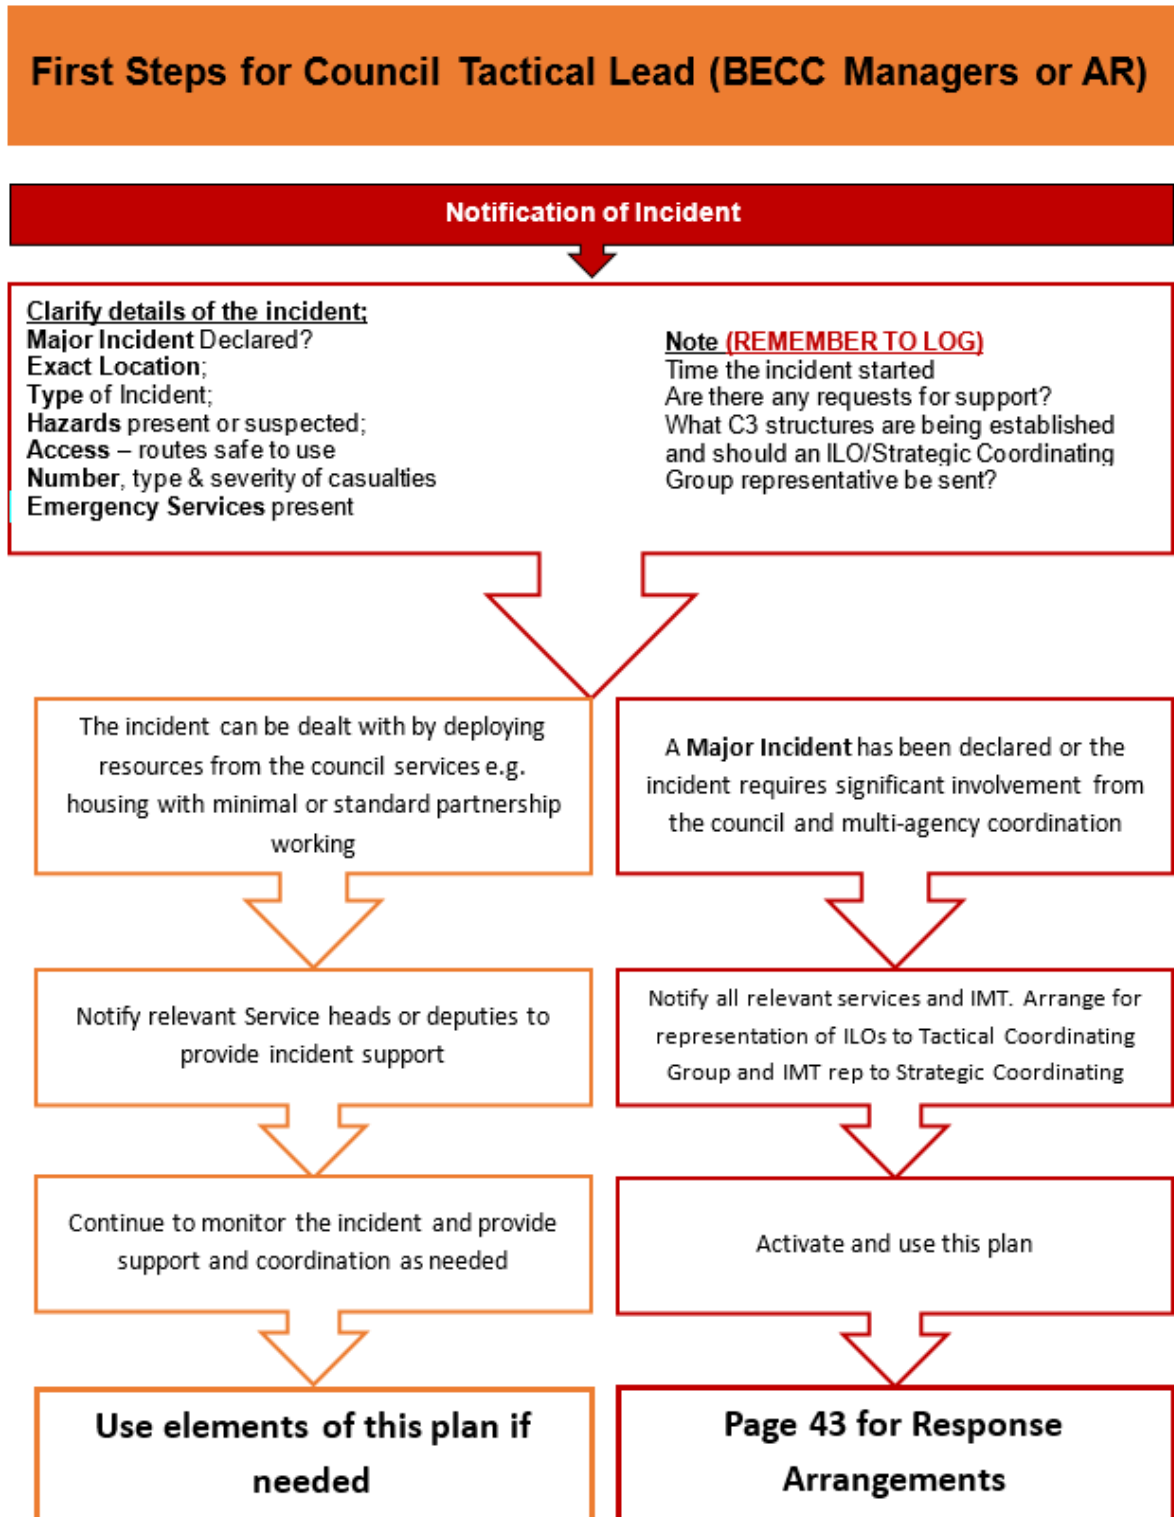 First Steps for Council Tactical Lead (BECC Managers or AR)
Notification of Incident
Clarify details of the incident;
Major Incident Declared?
Exact Location;
Type of Incident;
Hazards present or suspected;
Access – routes safe to use
Number, type & severity of casualties
Emergency Services present
Note (REMEMBER TO LOG)
Time the incident started
Are there any requests for support?
What C3 structures are being established
and should an ILO/Strategic Coordinating
Group representative be sent?
The incident can be dealt with by deploying
resources from the council services e.g.
housing with minimal or standard partnership
working
Notify relevant Service heads or deputies to
provide incident support
Continue to monitor the incident and provide
support and coordination as needed
Use elements of this plan if
needed
A Major Incident has been declared or the
incident requires significant involvement from
the council and multi-agency coordination
Notify all relevant services and IMT. Arrange for
representation of ILOs to Tactical Coordinating
Group and IMT rep to Strategic Coordinating
Activate and use this plan
Page 43 for Response
Arrangements